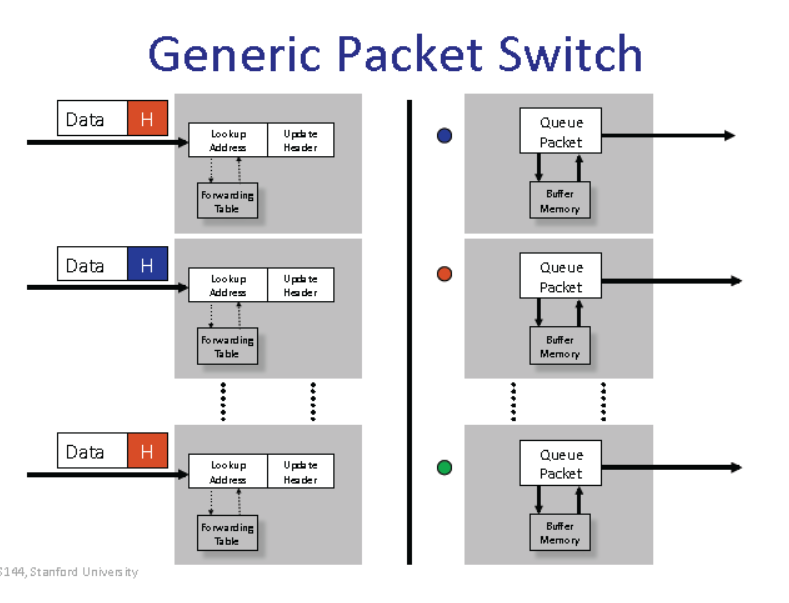 Generic Packet Switch
Data H
Lookup Address
Update Header
Forwarding Table
Queue Packet
Buffer Memory
Data H
Lookup Address
Update Header
Forwarding Table
Queue Packet
Buffer Memory
Data H
Lookup Address
Update Header
Forwarding Table
Queue Packet
Buffer Memory
S144, Stanford University